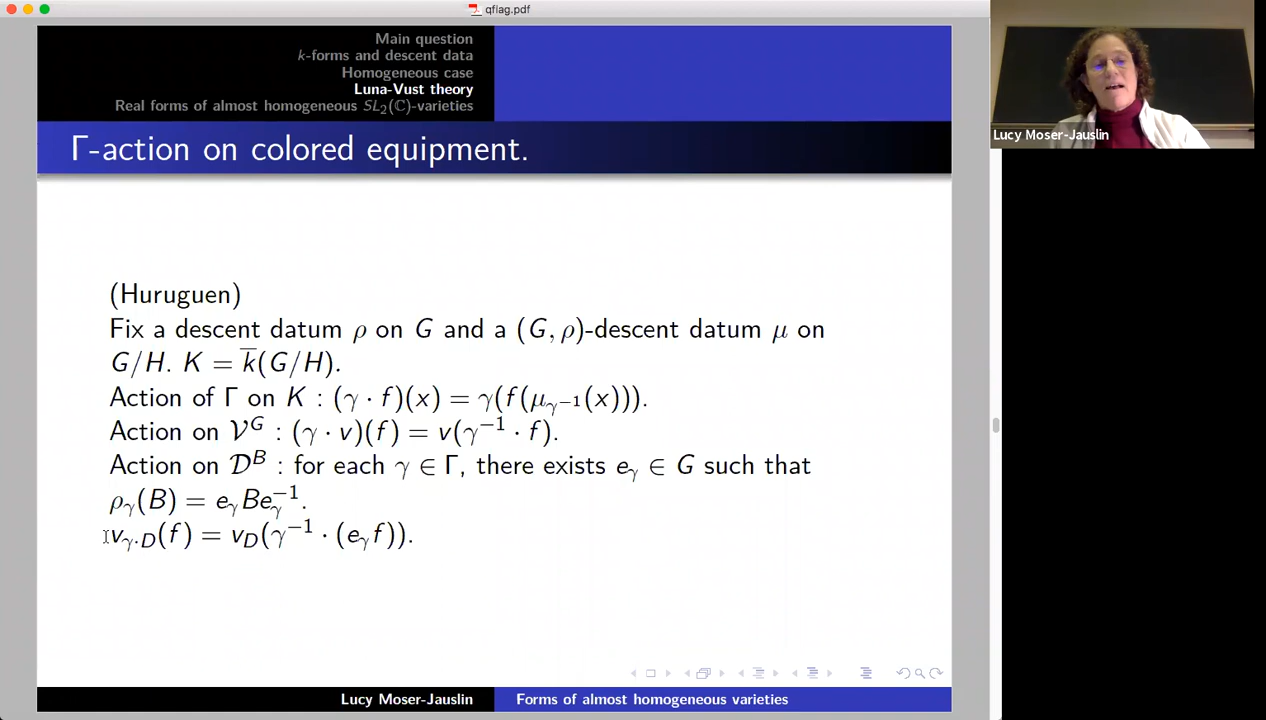 qflag.pdf
Main question
k-forms and descent data
Homogeneous case
Luna-Vust theory
Real forms of almost homogeneous SL₂(ℂ)-varieties
Γ-action on colored equipment.
Lucy Moser-Jauslin
(Huruguen)
Fix a descent datum ρ on G and a (G, ρ)-descent datum μ on
G/H. K = k̅(G/H).
Action of Γ on K : (γ · f)(x) = γ(f(μ_{γ⁻¹}(x))).
Action on 𝒱^G : (γ · v)(f) = v(γ⁻¹ · f).
Action on 𝒟^B : for each γ ∈ Γ, there exists e_γ ∈ G such that
ρ_γ(B) = e_γBe_γ⁻¹.
v_{γ·D}(f) = v_D(γ⁻¹ · (e_γf)).
Lucy Moser-Jauslin
Forms of almost homogeneous varieties